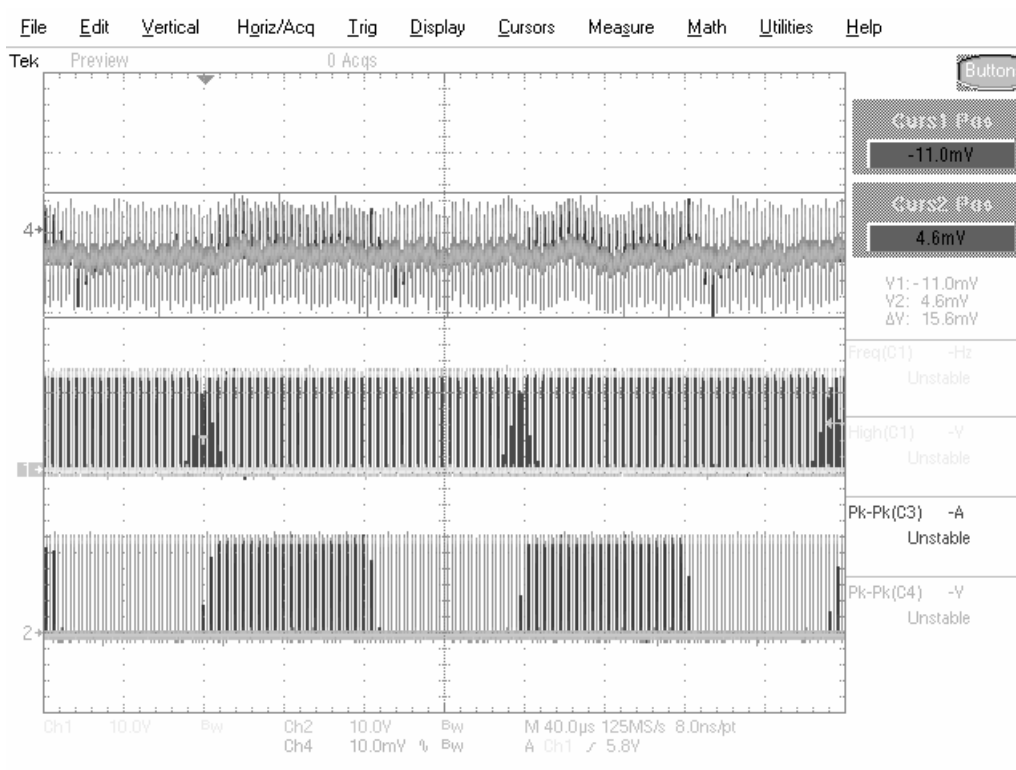 File Edit Vertical Horiz/Acq Trig Display Cursors Measure Math Utilities Help
Tek Preview 0 Acqs
Button
Curs1 Pos
-11.0mV
Curs2 Pos
4.6mV
V1:-11.0mV
V2: 4.6mV
ΔV: 15.6mV
Freq(C1) -Hz
Unstable
High(C1) -V
Unstable
Pk-Pk(C3) -A
Unstable
Pk-Pk(C4) -V
Unstable
4
1
2
Ch1 10.0V Bw Ch2 10.0V Bw M 40.0µs 125MS/s 8.0ns/pt
Ch4 10.0mV Bw A Ch1 5.8V